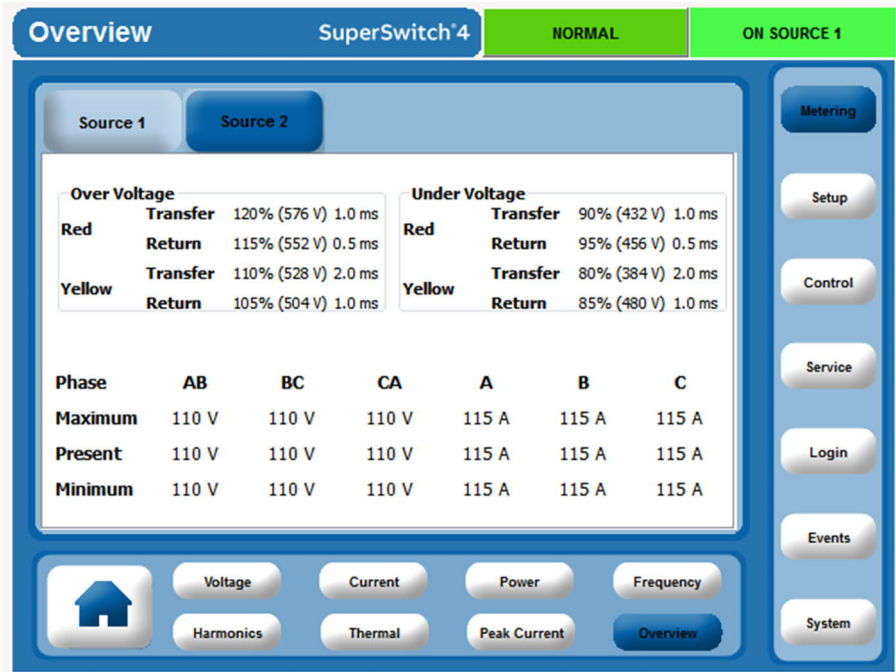 Overview SuperSwitch®4 NORMAL ON SOURCE 1
Source 1 Source 2
Over Voltage
Red Transfer 120% (576 V) 1.0 ms
Return 115% (552 V) 0.5 ms
Yellow Transfer 110% (528 V) 2.0 ms
Return 105% (504 V) 1.0 ms
Under Voltage
Red Transfer 90% (432 V) 1.0 ms
Return 95% (456 V) 0.5 ms
Yellow Transfer 80% (384 V) 2.0 ms
Return 85% (480 V) 1.0 ms
Phase AB BC CA A B C
Maximum 110 V 110 V 110 V 115 A 115 A 115 A
Present 110 V 110 V 110 V 115 A 115 A 115 A
Minimum 110 V 110 V 110 V 115 A 115 A 115 A
Voltage Current Power Frequency
Harmonics Thermal Peak Current Overview
Metering
Setup
Control
Service
Login
Events
System